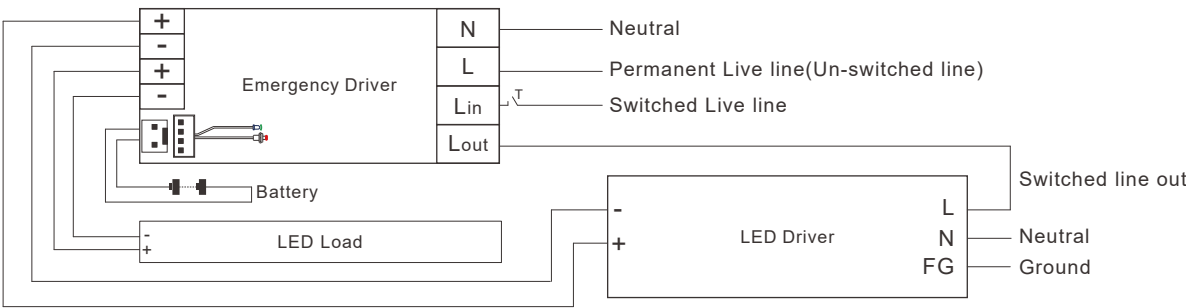 +
-
+
-
Emergency Driver
N
L
Lin
Lout
Neutral
Permanent Live line(Un-switched line)
T
Switched Live line
Battery
-
+
LED Load
-
+
LED Driver
L
N
FG
Switched line out
Neutral
Ground